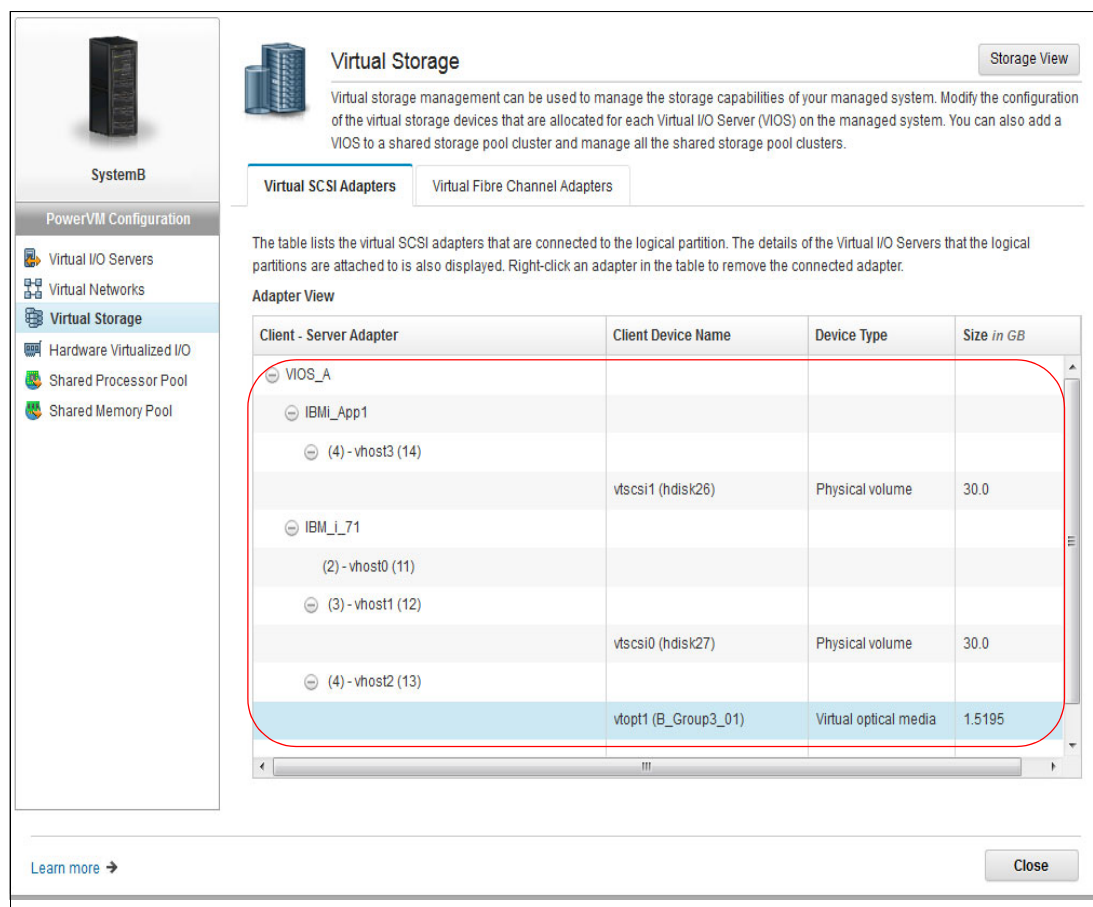 SystemB
PowerVM Configuration
Virtual I/O Servers
Virtual Networks
Virtual Storage
Hardware Virtualized I/O
Shared Processor Pool
Shared Memory Pool
Virtual Storage
Storage View
Virtual storage management can be used to manage the storage capabilities of your managed system. Modify the configuration
of the virtual storage devices that are allocated for each Virtual I/O Server (VIOS) on the managed system. You can also add a
VIOS to a shared storage pool cluster and manage all the shared storage pool clusters.
Virtual SCSI Adapters Virtual Fibre Channel Adapters
The table lists the virtual SCSI adapters that are connected to the logical partition. The details of the Virtual I/O Servers that the logical
partitions are attached to is also displayed. Right-click an adapter in the table to remove the connected adapter.
Adapter View
Client - Server Adapter Client Device Name Device Type Size in GB
VIOS_A
IBMi_App1
(4) - vhost3 (14)
vtscsi1 (hdisk26) Physical volume 30.0
IBM_i_71
(2) - vhost0 (11)
(3) - vhost1 (12)
vtscsi0 (hdisk27) Physical volume 30.0
(4) - vhost2 (13)
vtopt1 (B_Group3_01) Virtual optical media 1.5195
Learn more
Close